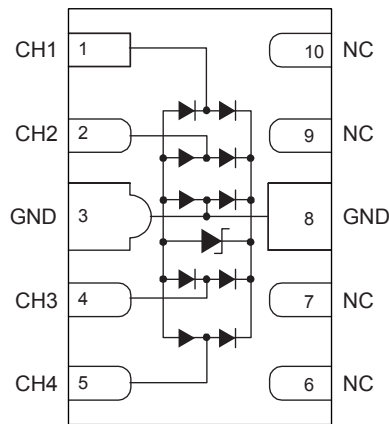 CH1 1 10 NC
CH2 2 9 NC
GND 3 8 GND
CH3 4 7 NC
CH4 5 6 NC